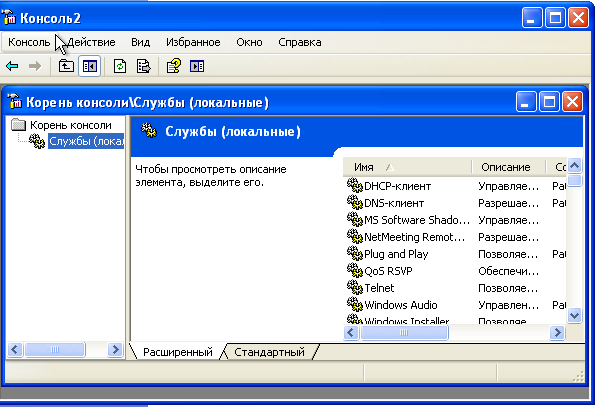 Консоль2
Консоль Действие Вид Избранное Окно Справка
Корень консоли\Службы (локальные)
Корень консоли
Службы (лока
Службы (локальные)
Чтобы просмотреть описание
элемента, выделите его.
Имя Описание Со
DHCP-клиент Управляе... Ра
DNS-клиент Разрешае... Ра
MS Software Shado... Управляе...
NetMeeting Remot... Разрешае...
Plug and Play Позволяе... Ра
QoS RSVP Обеспечи...
Telnet Позволяе...
Windows Audio Управлен... Ра
Windows Installer Позволяе...
Расширенный Стандартный